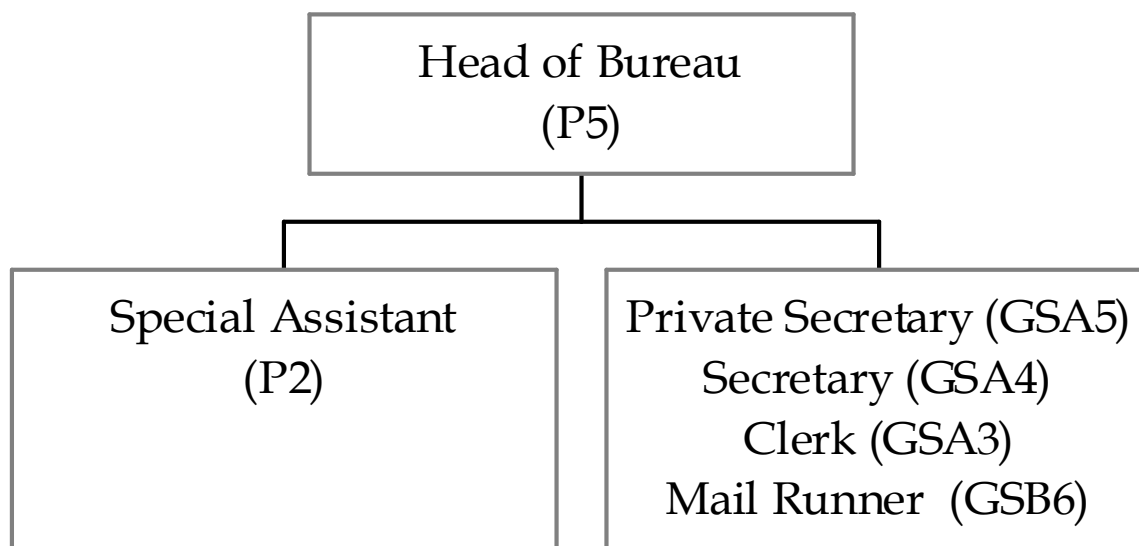 Head of Bureau
(P5)
Special Assistant
(P2)
Private Secretary (GSA5)
Secretary (GSA4)
Clerk (GSA3)
Mail Runner (GSB6)